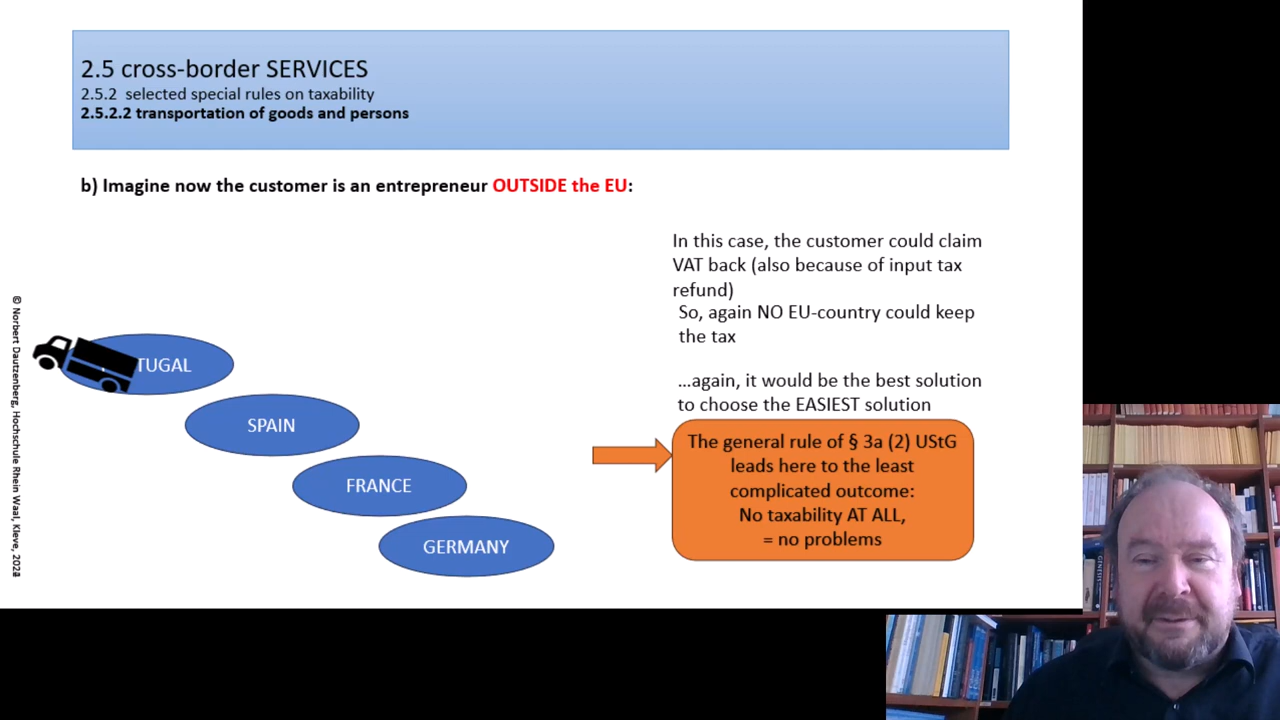 2.5 cross-border SERVICES
2.5.2 selected special rules on taxability
2.5.2.2 transportation of goods and persons
b) Imagine now the customer is an entrepreneur OUTSIDE the EU:
In this case, the customer could claim
VAT back (also because of input tax
refund)
So, again NO EU-country could keep
the tax
...again, it would be the best solution
to choose the EASIEST solution
The general rule of § 3a (2) UStG
leads here to the least
complicated outcome:
No taxability AT ALL,
= no problems
TUGAL
SPAIN
FRANCE
GERMANY
© Norbert Dautzenberg, Hochschule Rhein Waal, Kleve,